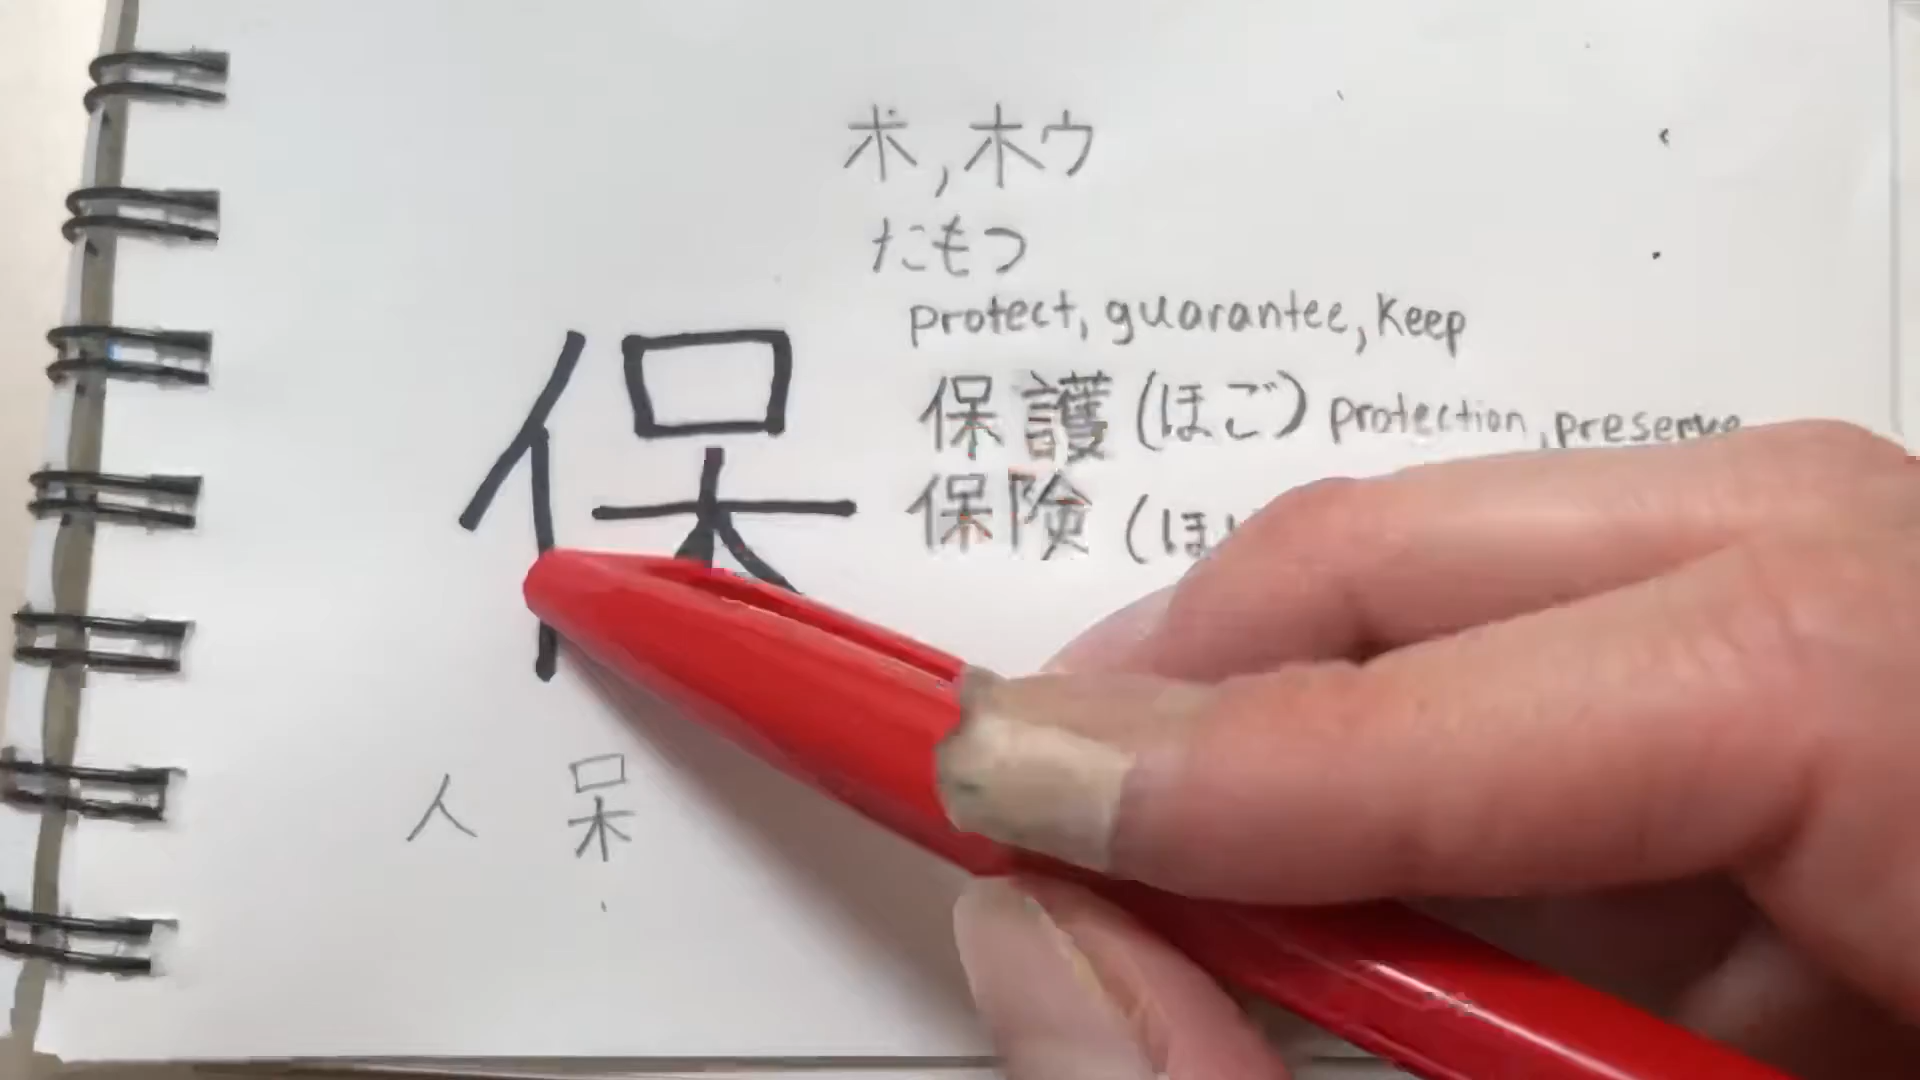 ホ, ホウ
たもつ
protect, guarantee, keep
保
保護 (ほご) protection, preserve
保険 (ほ
人 呆